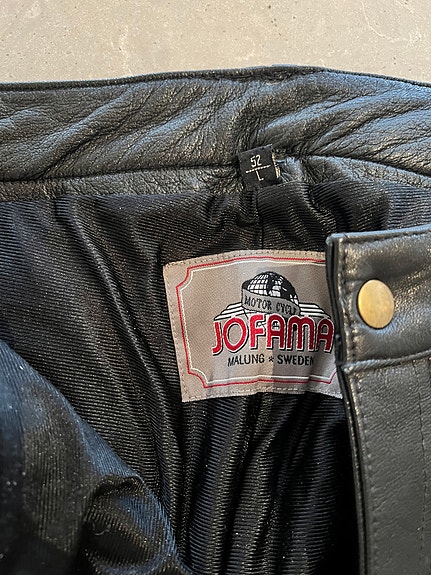 52
L
MOTOR CYCLE
JOFAMA
MALUNG * SWEDEN